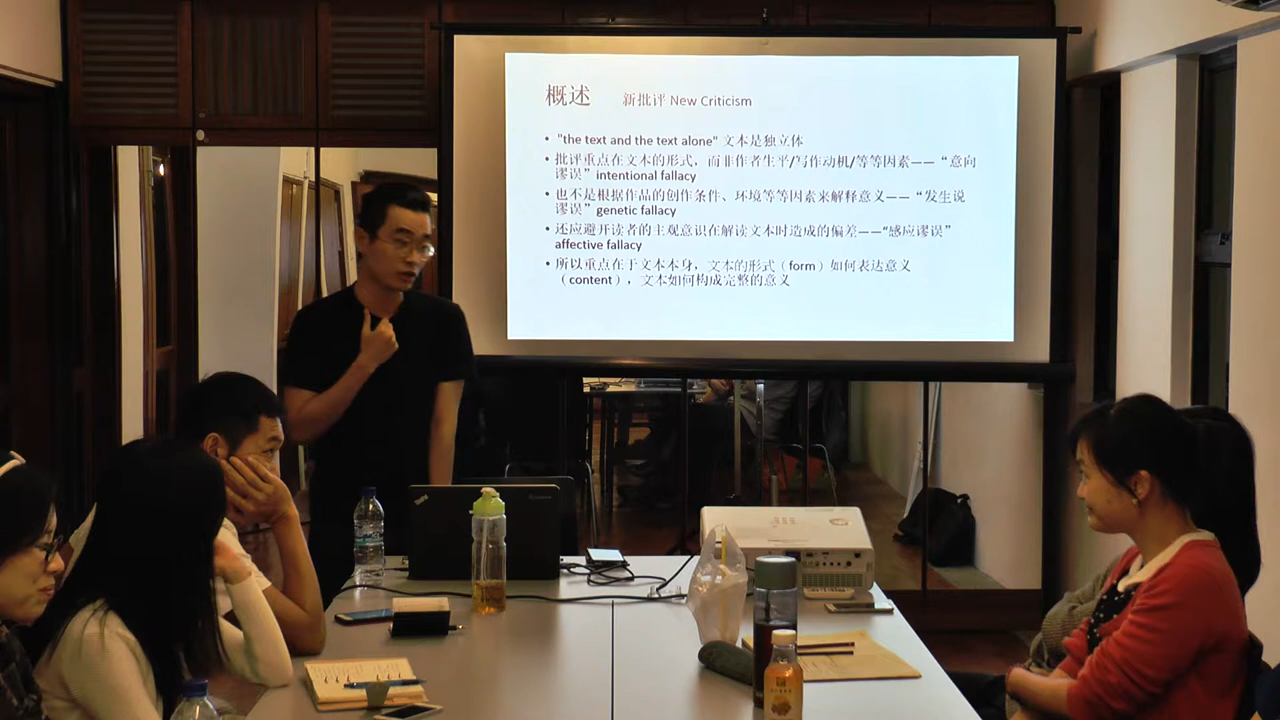 概述 新批评 New Criticism
• "the text and the text alone" 文本是独立体
• 批评重点在文本的形式，而非作者生平/写作动机/等等因素——“意向
谬误”intentional fallacy
• 也不是根据作品的创作条件、环境等等因素来解释意义——“发生说
谬误”genetic fallacy
• 还应避开读者的主观意识在解读文本时造成的偏差——“感应谬误”
affective fallacy
• 所以重点在于文本本身，文本的形式（form）如何表达意义
（content），文本如何构成完整的意义